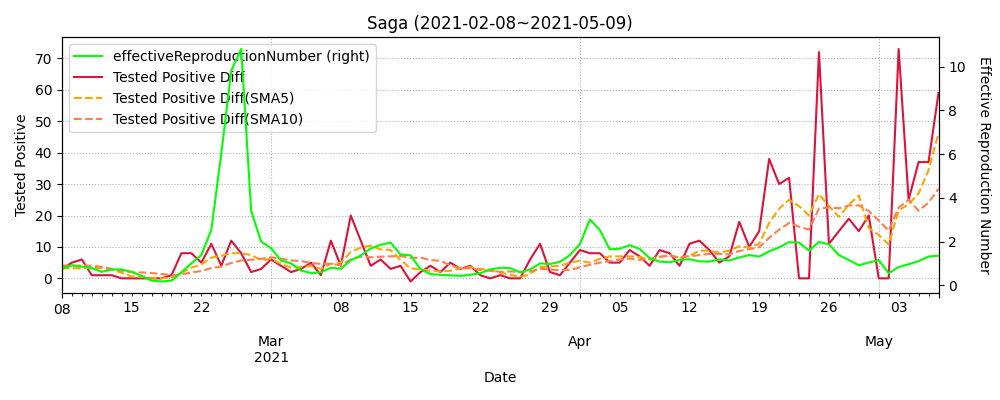 Saga (2021-02-08~2021-05-09)
effectiveReproductionNumber (right)
Tested Positive Diff
Tested Positive Diff(SMA5)
Tested Positive Diff(SMA10)
Tested Positive
70
60
50
40
30
20
10
0
10
8
6
4
2
0
Effective Reproduction Number
08 15 22 08 15 22 29 05 12 19 26 03
Mar Apr May
2021
Date